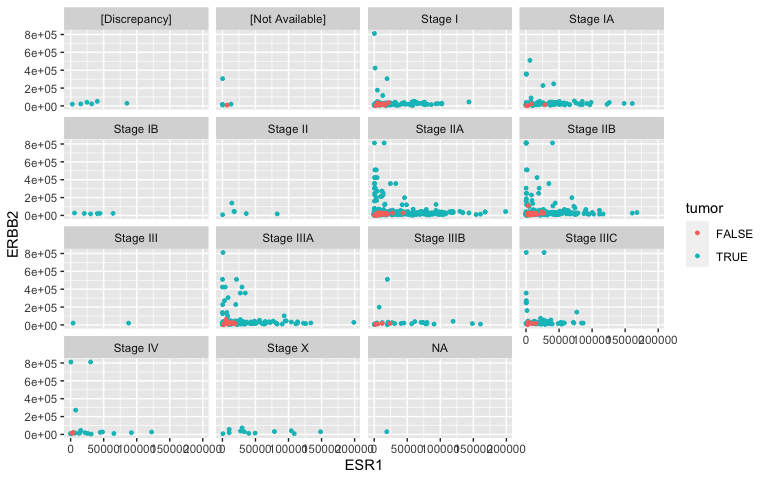 [Discrepancy] [Not Available] Stage I Stage IA
8e+05
6e+05
4e+05
2e+05
0e+00
Stage IB Stage II Stage IIA Stage IIB
8e+05
6e+05
4e+05
2e+05
0e+00
Stage III Stage IIIA Stage IIIB Stage IIIC
8e+05
6e+05
4e+05
2e+05
0e+00
0 50000 100000 150000 200000
Stage IV Stage X NA
8e+05
6e+05
4e+05
2e+05
0e+00
0 50000 100000 150000 200000 0 50000 100000 150000 200000 0 50000 100000 150000 200000
ESR1
ERBB2
tumor
FALSE
TRUE